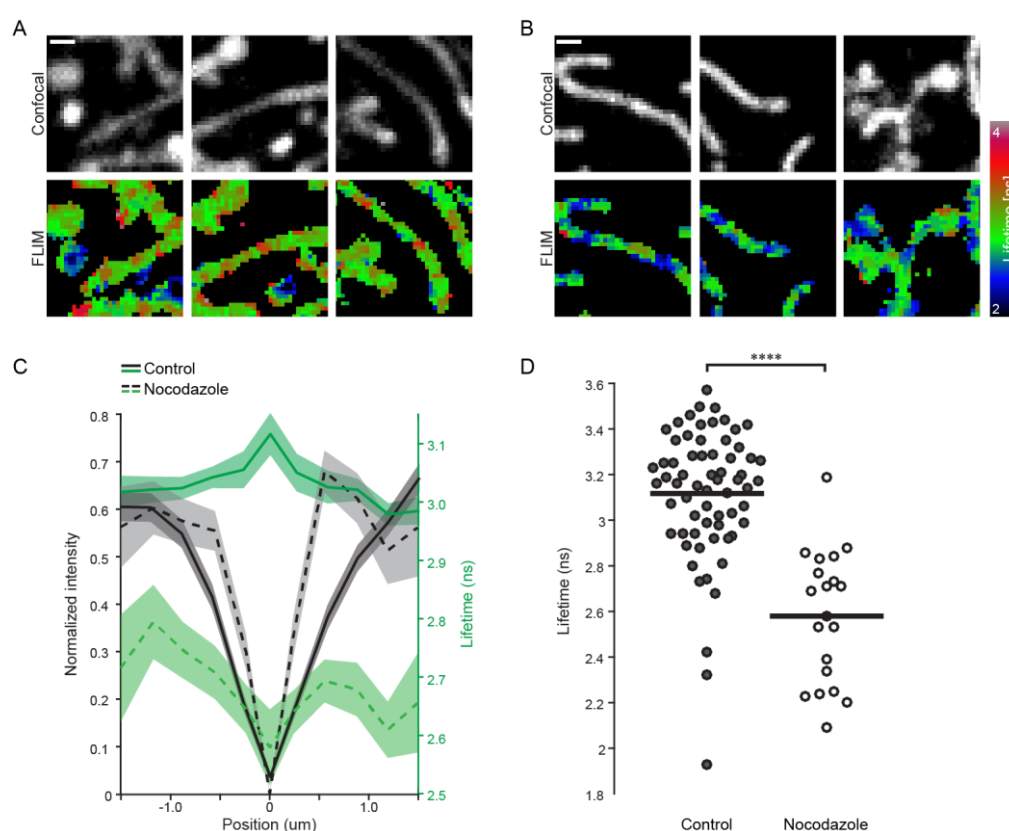 A
B
Confocal
FLIM
Confocal
FLIM
4
Lifetime [ns]
2
C
Control
Nocodazole
0.8
0.7
0.6
0.5
0.4
0.3
0.2
0.1
0
Normalized intensity
3.1
3.0
2.9
2.8
2.7
2.6
2.5
Lifetime (ns)
-1.0
0
1.0
Position (um)
D
****
3.6
3.4
3.2
3
2.8
2.6
2.4
2.2
2
1.8
Lifetime (ns)
Control
Nocodazole